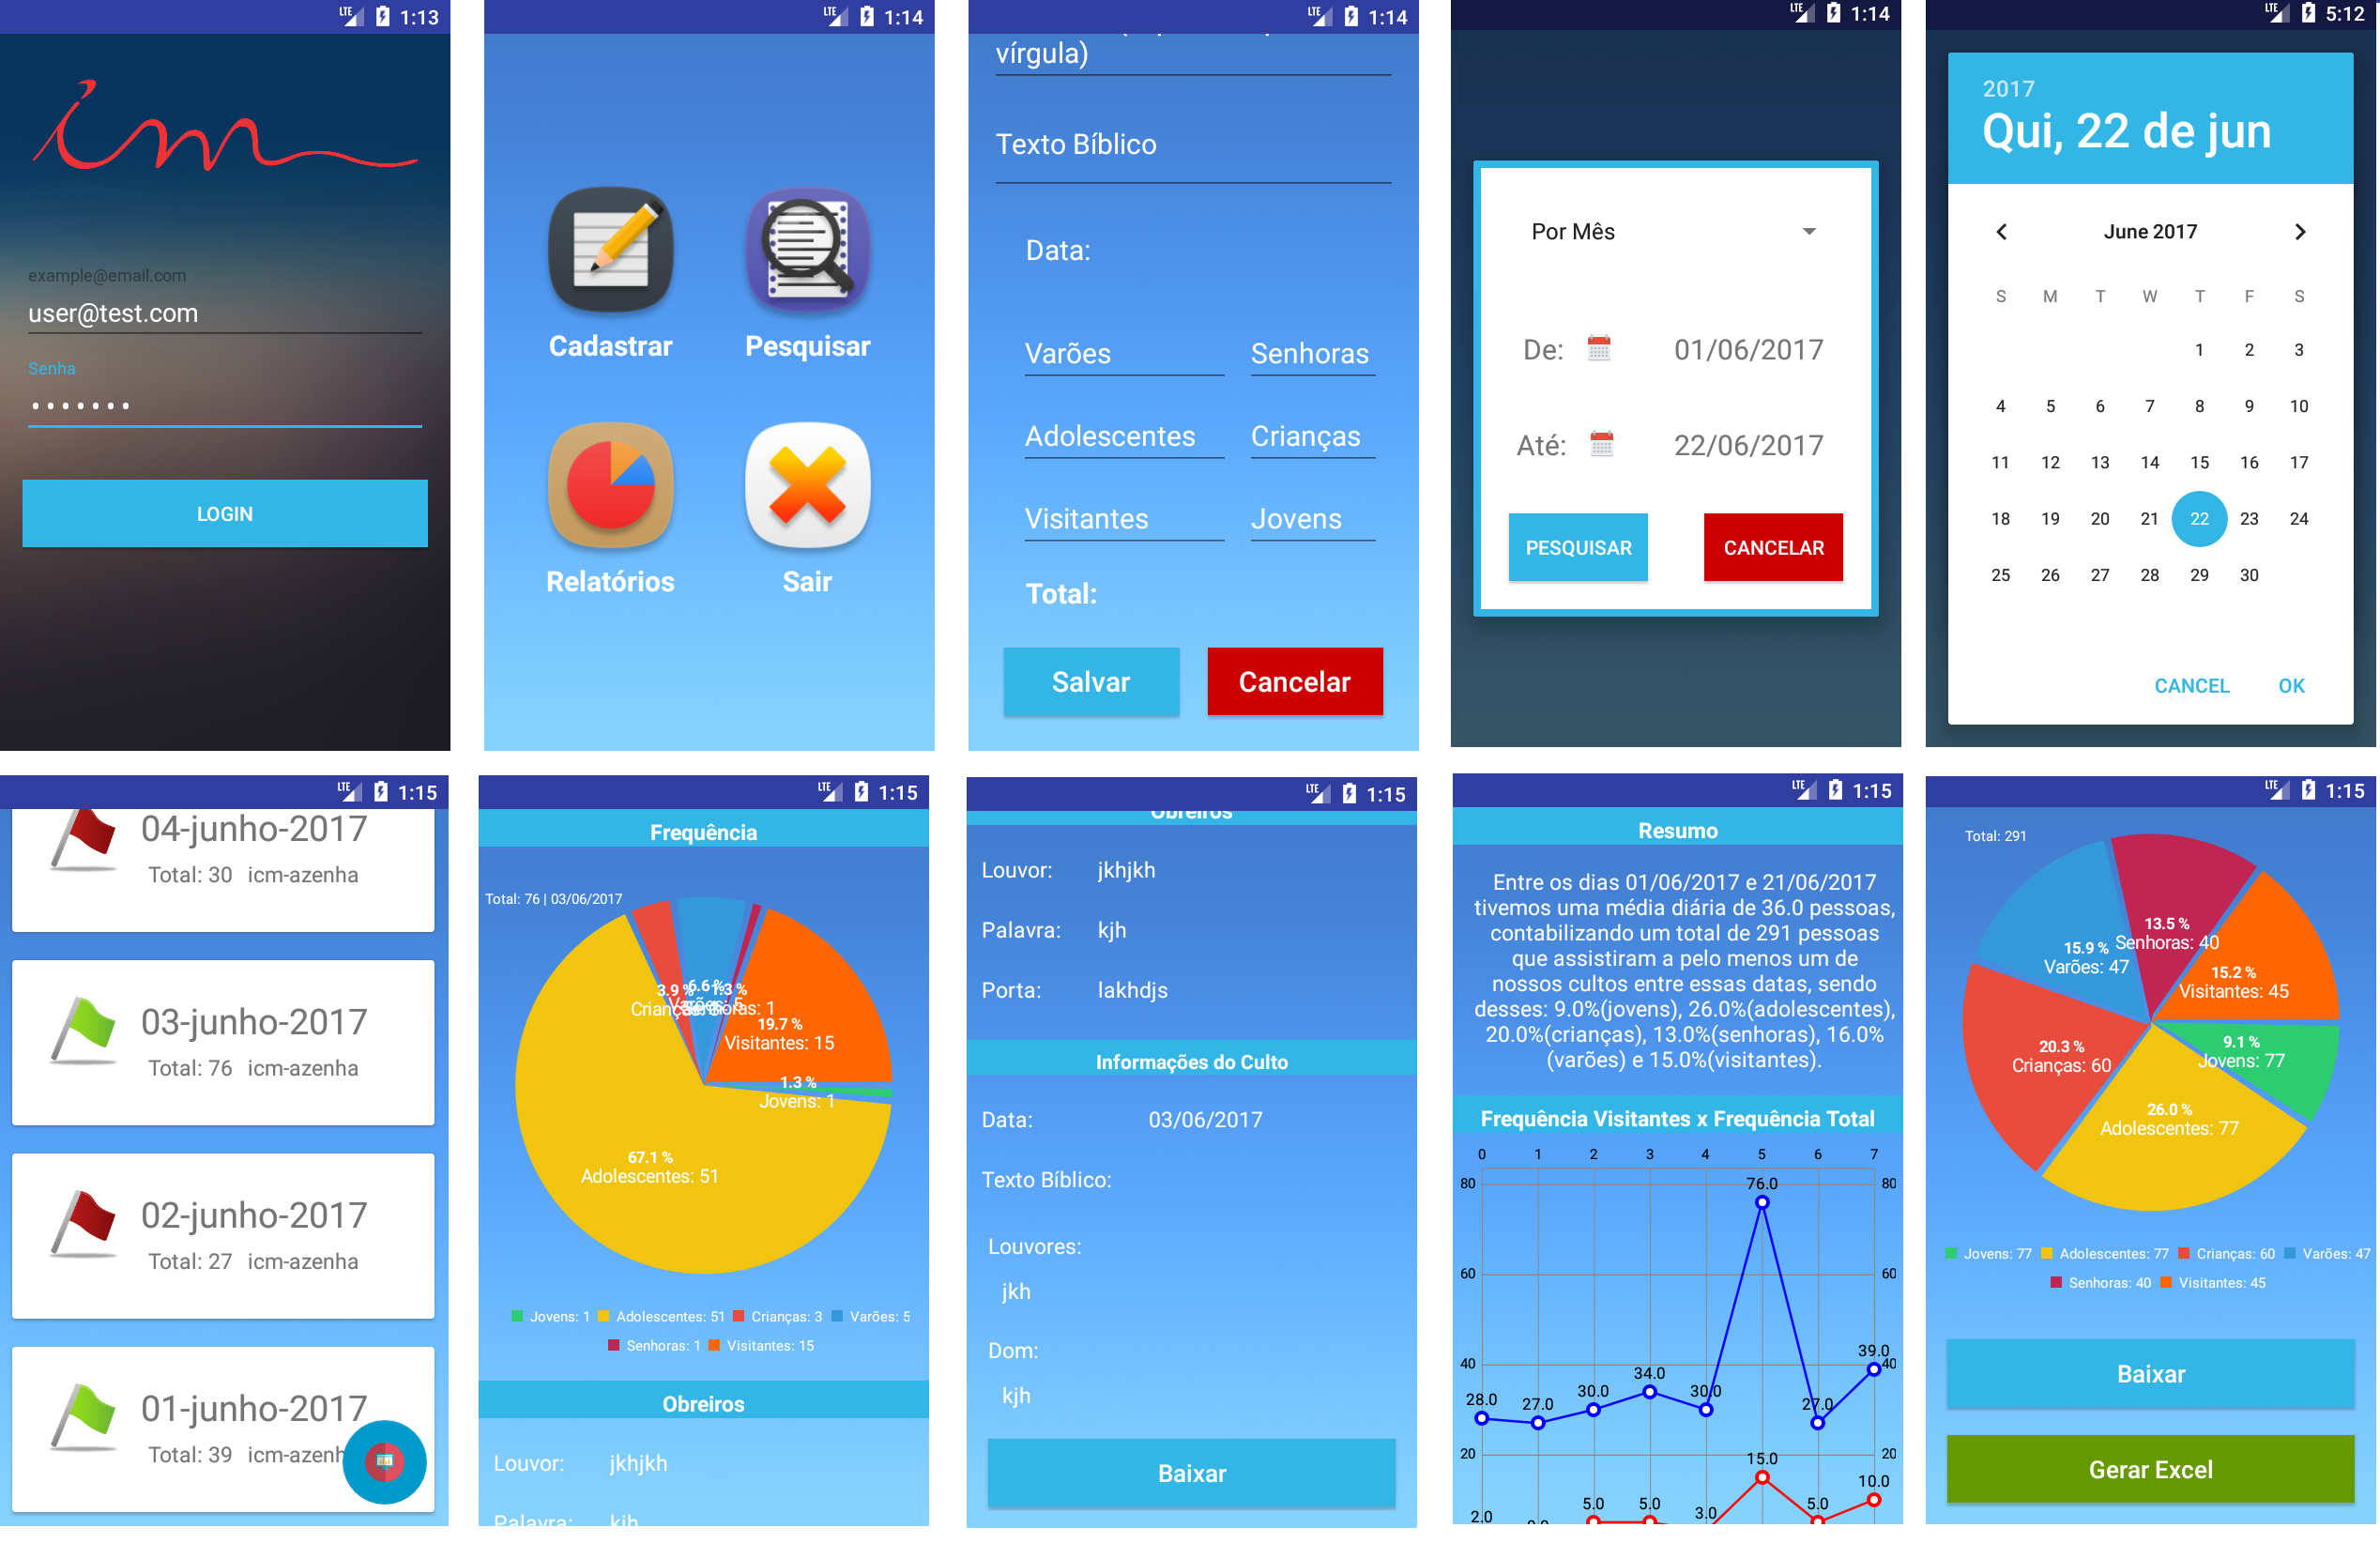 LTE 1:13
im
example@email.com
user@test.com
Senha
LOGIN
LTE 1:14
Cadastrar Pesquisar
Relatórios Sair
LTE 1:14
vírgula)
Texto Bíblico
Data:
Varões Senhoras
Adolescentes Crianças
Visitantes Jovens
Total:
Salvar Cancelar
LTE 1:14
Por Mês
De: 01/06/2017
Até: 22/06/2017
PESQUISAR CANCELAR
LTE 5:12
2017
Qui, 22 de jun
June 2017
S M T W T F S
1 2 3
4 5 6 7 8 9 10
11 12 13 14 15 16 17
18 19 20 21 22 23 24
25 26 27 28 29 30
CANCEL OK
LTE 1:15
04-junho-2017
Total: 30 icm-azenha
03-junho-2017
Total: 76 icm-azenha
02-junho-2017
Total: 27 icm-azenha
01-junho-2017
Total: 39 icm-azenh
LTE 1:15
Frequência
Total: 76 | 03/06/2017
3.9 % 6.6 % 1.3 %
19.7 %
Visitantes: 15
1.3 %
Jovens: 1
67.1 %
Adolescentes: 51
Jovens: 1 Adolescentes: 51 Crianças: 3 Varões: 5
Senhoras: 1 Visitantes: 15
Obreiros
Louvor: jkhjkh
Palavra: kjh
LTE 1:15
Obreiros
Louvor: jkhjkh
Palavra: kjh
Porta: lakhdjs
Informações do Culto
Data: 03/06/2017
Texto Bíblico:
Louvores:
jkh
Dom:
kjh
Baixar
LTE 1:15
Resumo
Entre os dias 01/06/2017 e 21/06/2017
tivemos uma média diária de 36.0 pessoas,
contabilizando um total de 291 pessoas
que assistiram a pelo menos um de
nossos cultos entre essas datas, sendo
desses: 9.0%(jovens), 26.0%(adolescentes),
20.0%(crianças), 13.0%(senhoras), 16.0%
(varões) e 15.0%(visitantes).
Frequência Visitantes x Frequência Total
0 1 2 3 4 5 6 7
80 76.0 80
60 60
39.0
40 34.0 40
28.0 27.0 30.0 30.0 27.0
20 15.0 20
10.0
2.0 5.0 5.0 3.0 5.0
LTE 1:15
Total: 291
13.5 %
Senhoras: 40
15.9 %
Varões: 47
15.2 %
Visitantes: 45
20.3 %
Crianças: 60
9.1 %
Jovens: 77
26.0 %
Adolescentes: 77
Jovens: 77 Adolescentes: 77 Crianças: 60 Varões: 47
Senhoras: 40 Visitantes: 45
Baixar
Gerar Excel